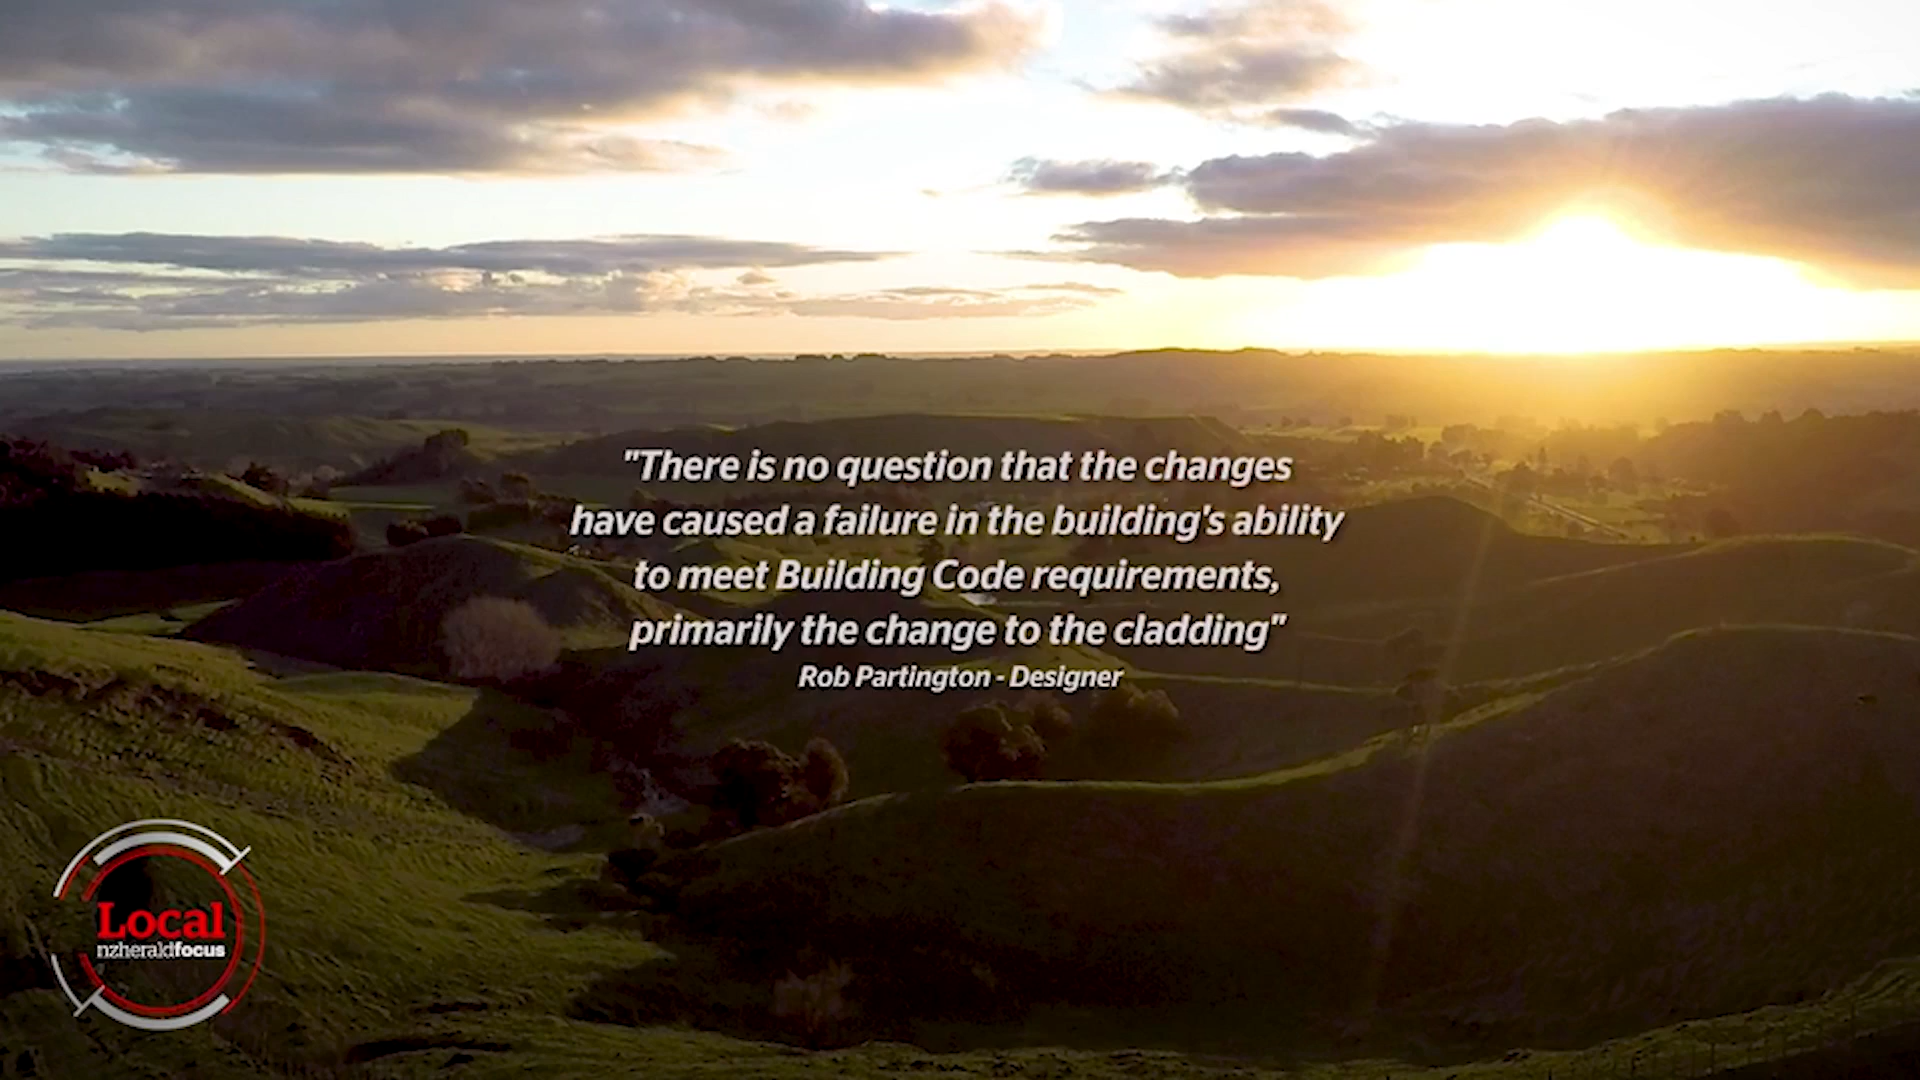 "There is no question that the changes
have caused a failure in the building's ability
to meet Building Code requirements,
primarily the change to the cladding"
Rob Partington - Designer
Local
nzheraldfocus